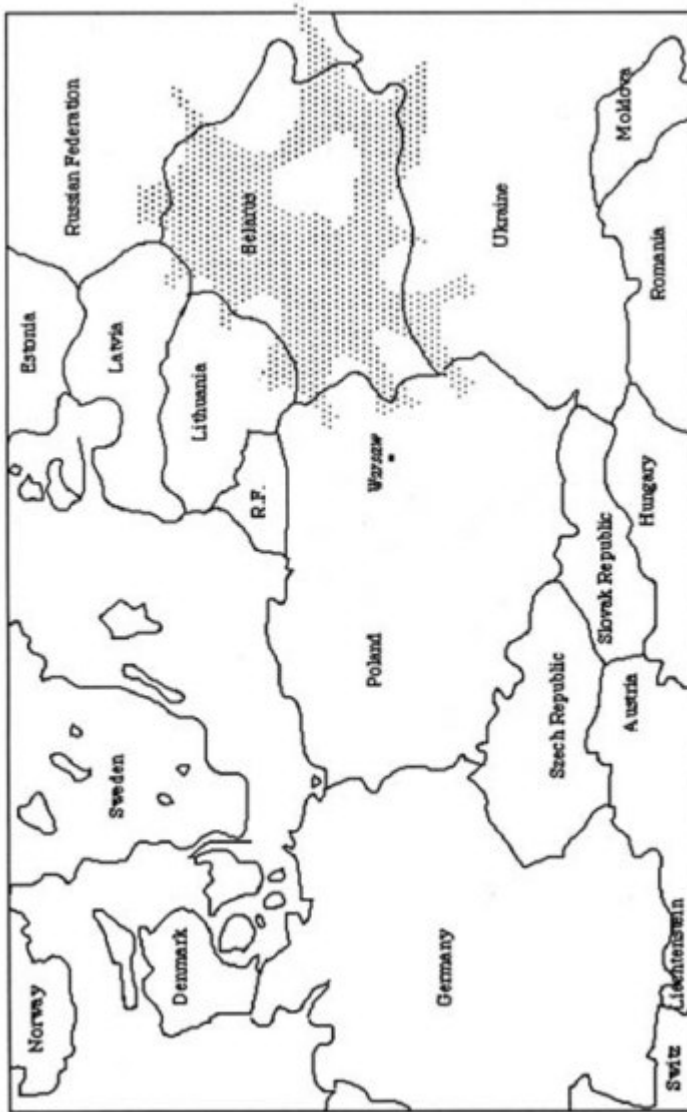 Norway
Sweden
Estonia
Russian Federation
Latvia
Denmark
Lithuania
R.F.
Belarus
Poland
Warsaw
Germany
Ukraine
Szech Republic
Slovak Republic
Moldova
Austria
Hungary
Romania
Switz
Liechtenstein